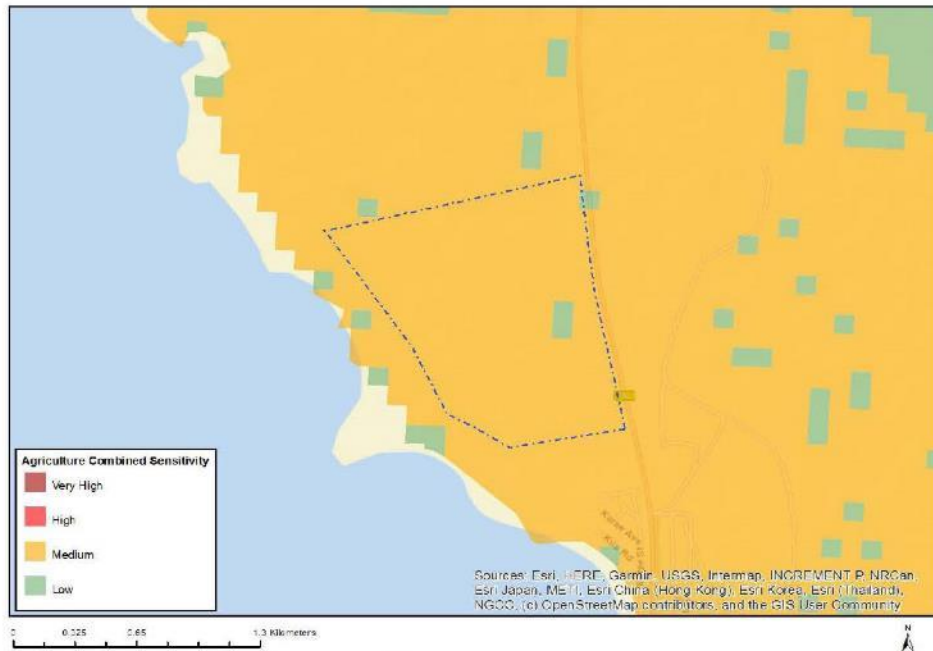 Agriculture Combined Sensitivity
Very High
High
Medium
Low
Sources: Esri, HERE, Garmin, USGS, Intermap, INCREMENT P, NRCan,
Esri Japan, METI, Esri China (Hong Kong), Esri Korea, Esri (Thailand),
NGCC, (c) OpenStreetMap contributors, and the GIS User Community
0 0.325 0.65 1.3 Kilometers
N